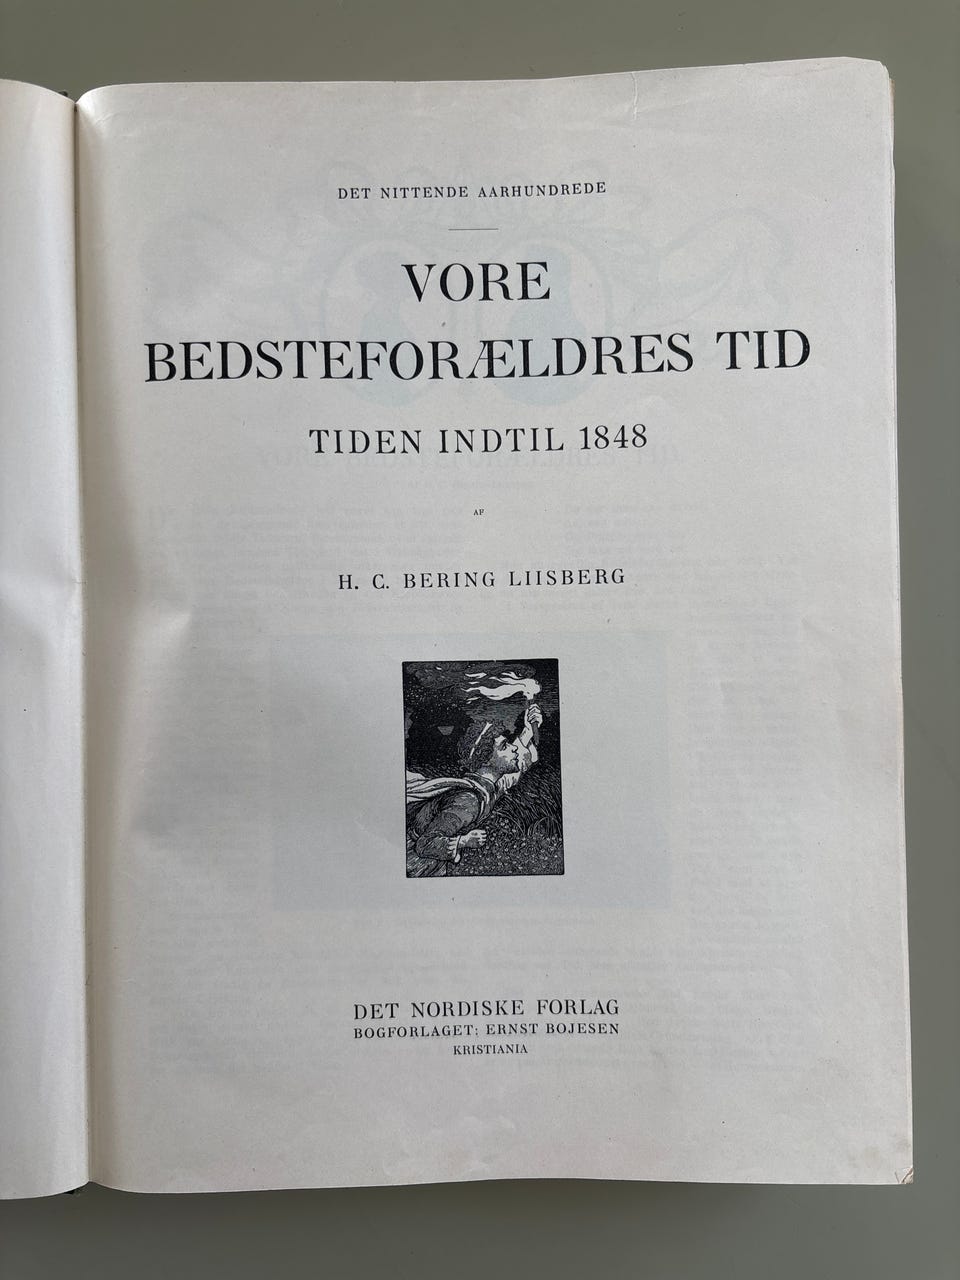 DET NITTENDE AARHUNDREDE
VORE
BEDSTEFORÆLDRES TID
TIDEN INDTIL 1848
AF
H. C. BERING LIISBERG
DET NORDISKE FORLAG
BOGFORLAGET: ERNST BOJESEN
KRISTIANIA